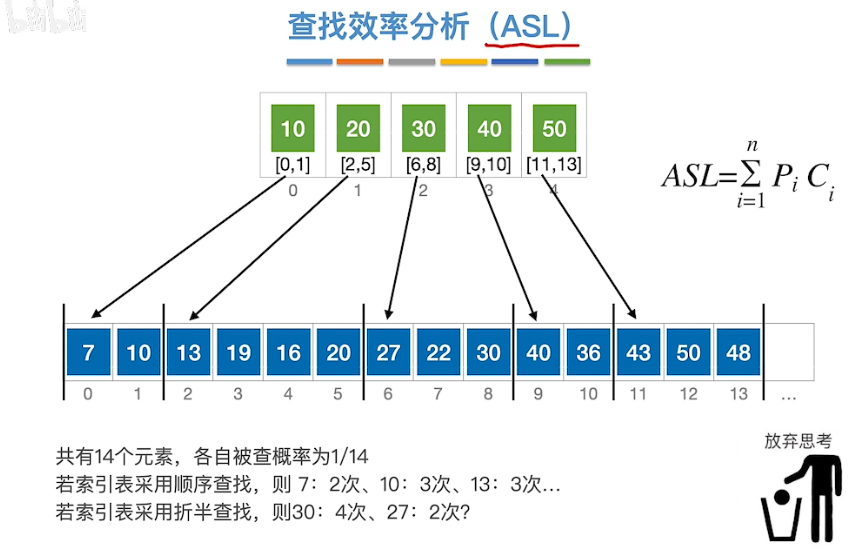 bilibili
查找效率分析（ASL）
10 20 30 40 50
[0,1] [2,5] [6,8] [9,10] [11,13]
0 1 2 3 4
ASL=∑ Pi Ci
n
i=1
7 10 13 19 16 20 27 22 30 40 36 43 50 48
0 1 2 3 4 5 6 7 8 9 10 11 12 13 ...
共有14个元素，各自被查概率为1/14
若索引表采用顺序查找，则 7：2次、10：3次、13：3次...
若索引表采用折半查找，则30：4次、27：2次?
放弃思考